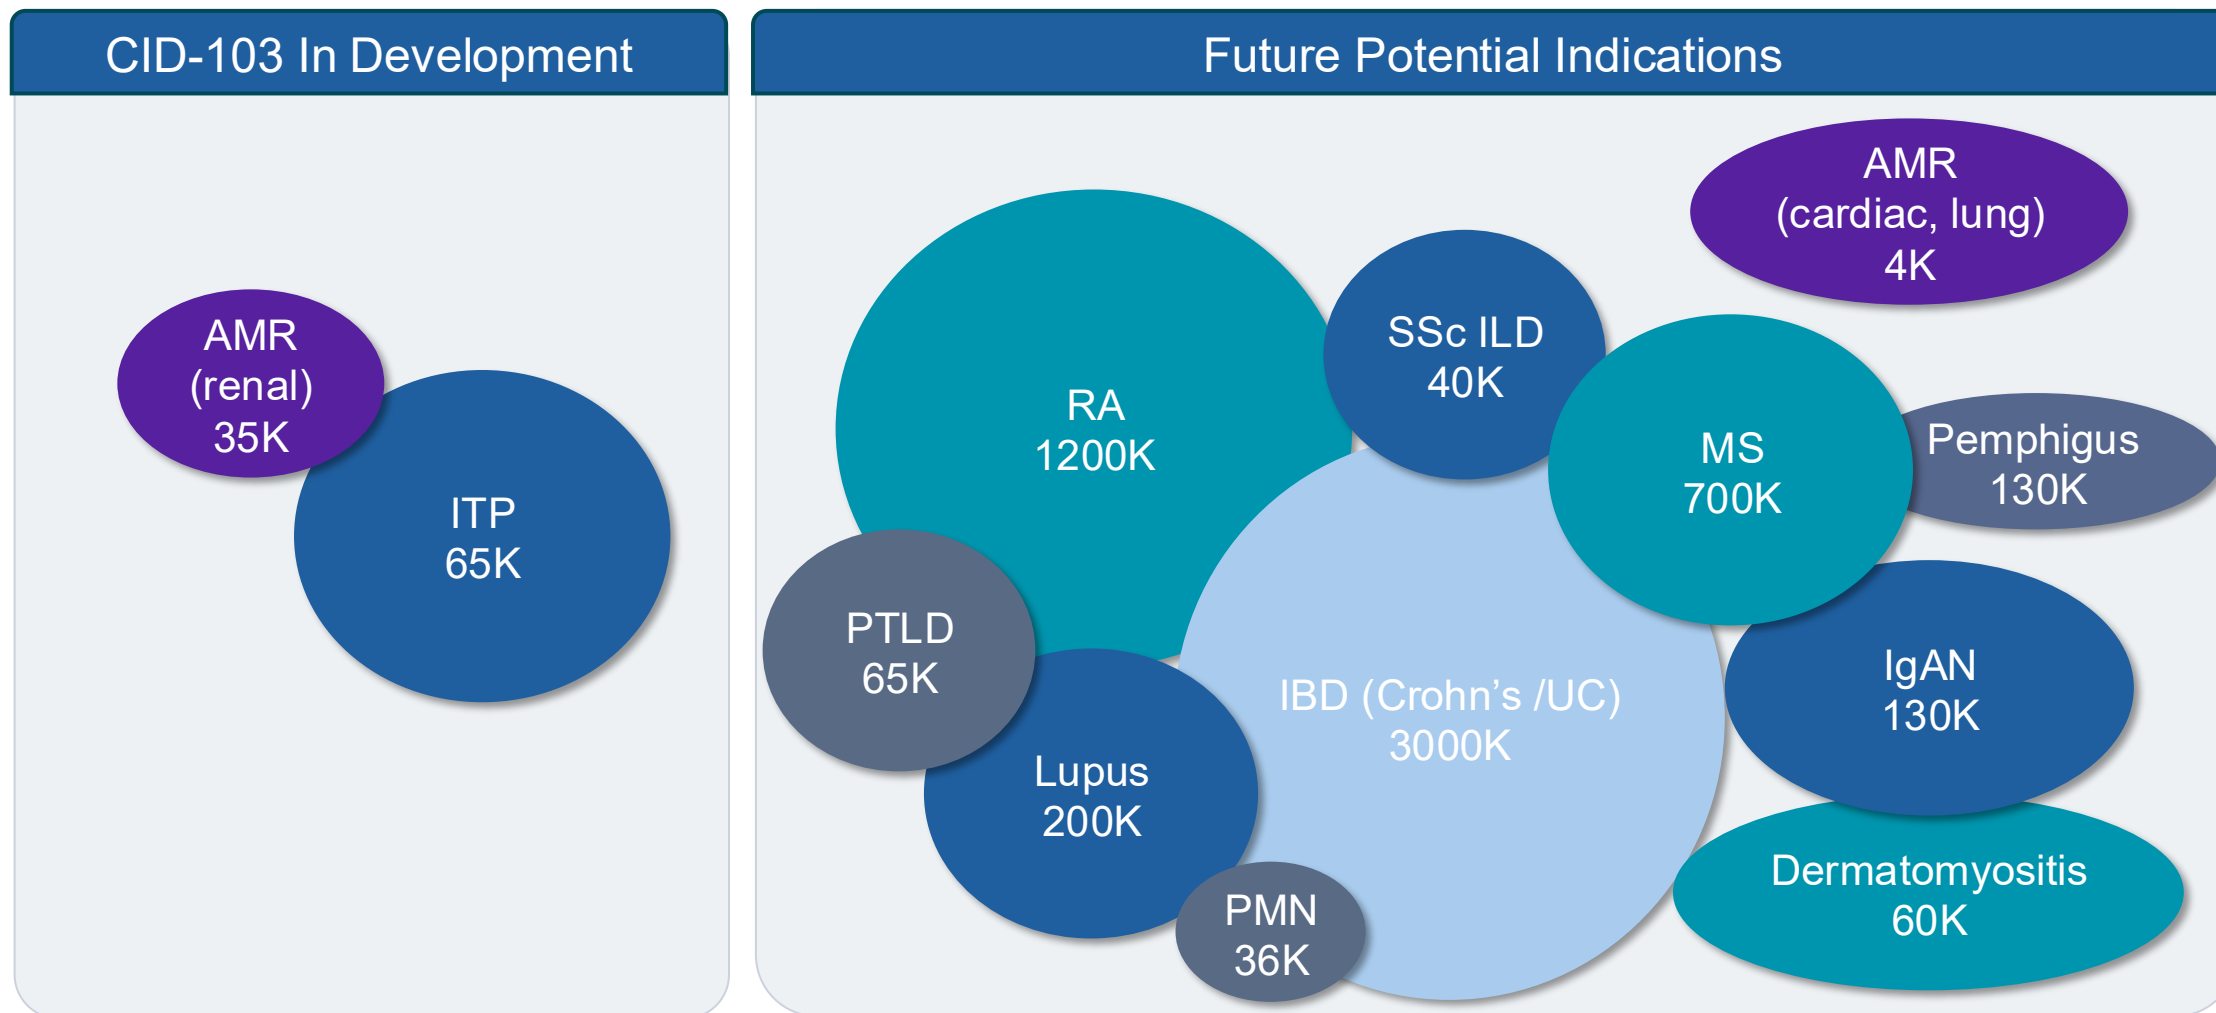 CID-103 In Development
AMR
(renal)
35K
ITP
65K
Future Potential Indications
AMR
(cardiac, lung)
4K
RA
1200K
SSc ILD
40K
MS
700K
Pemphigus
130K
PTLD
65K
IBD (Crohn’s /UC)
3000K
IgAN
130K
Lupus
200K
PMN
36K
Dermatomyositis
60K